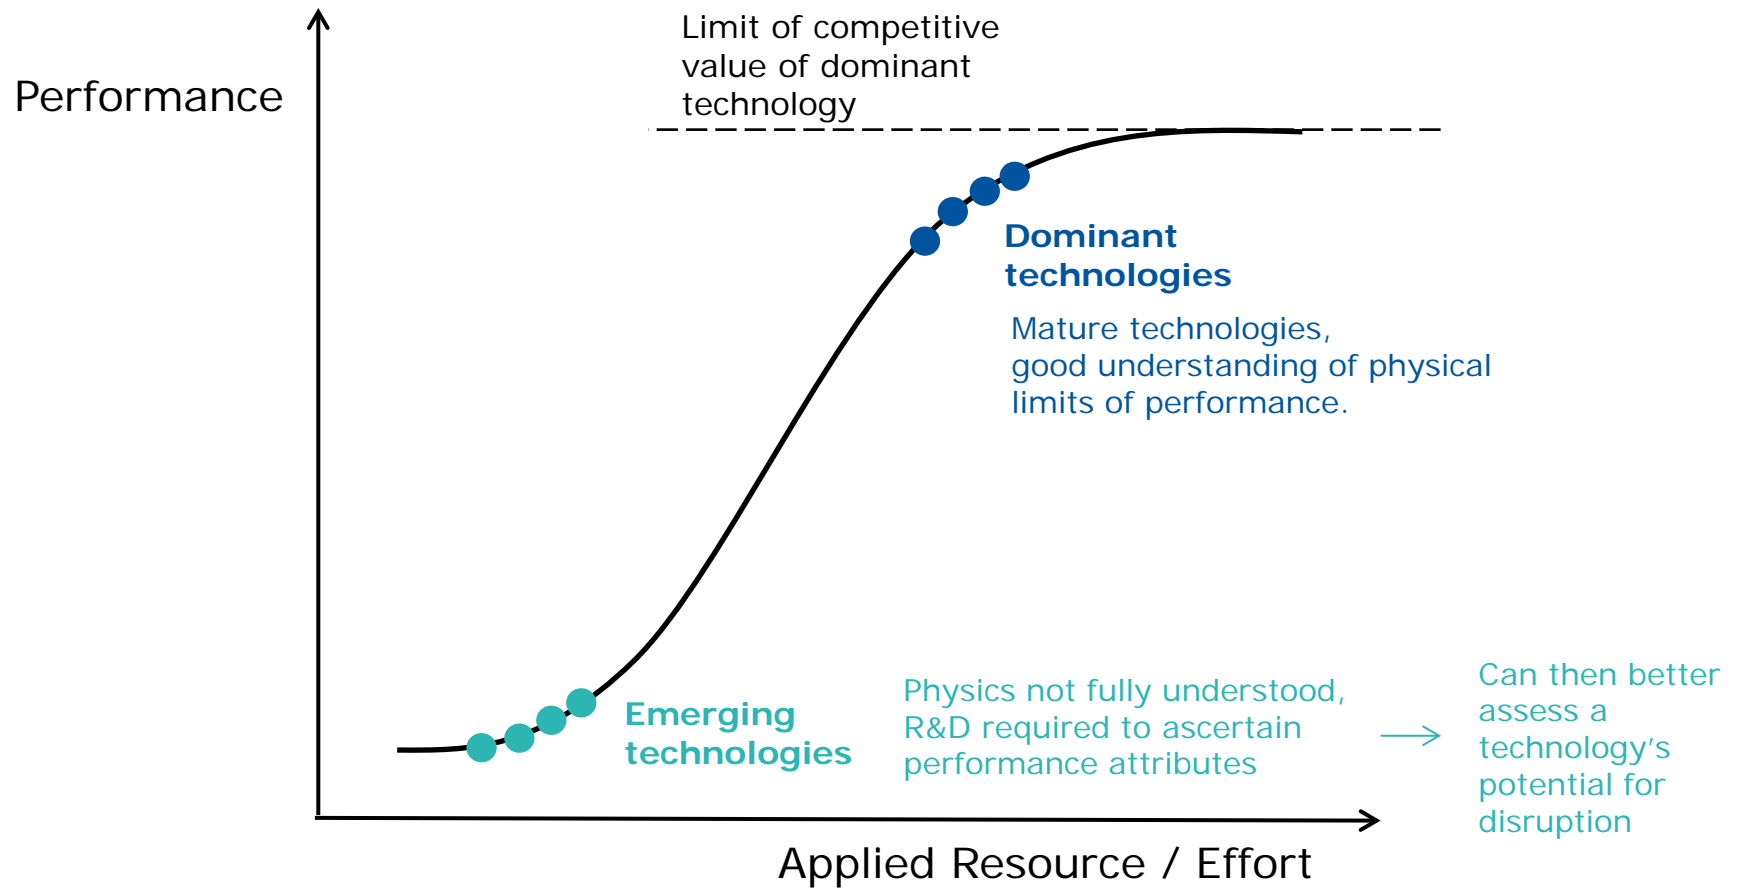 Limit of competitive
value of dominant
technology
Performance
Dominant
technologies
Mature technologies,
good understanding of physical
limits of performance.
Emerging
technologies
Physics not fully understood,
R&D required to ascertain
performance attributes
Can then better
assess a
technology's
potential for
disruption
Applied Resource / Effort